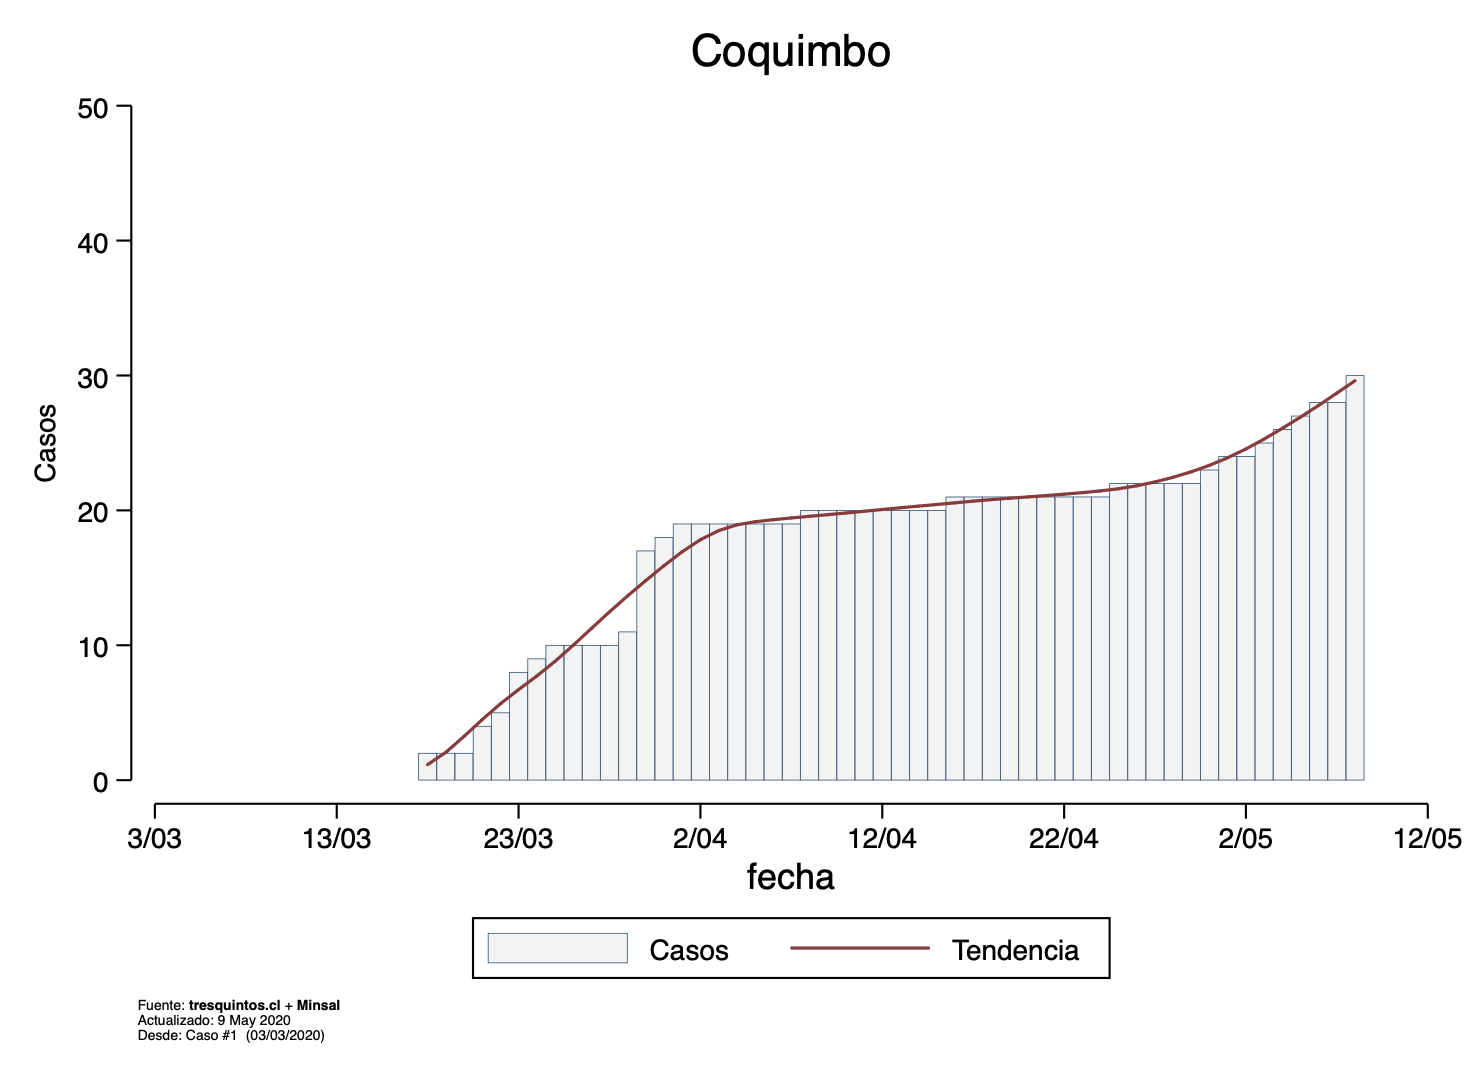 Coquimbo
50
40
30
20
10
0
Casos
3/03 13/03 23/03 2/04 12/04 22/04 2/05 12/05
fecha
Casos Tendencia
Fuente: tresquintos.cl + Minsal
Actualizado: 9 May 2020
Desde: Caso #1 (03/03/2020)